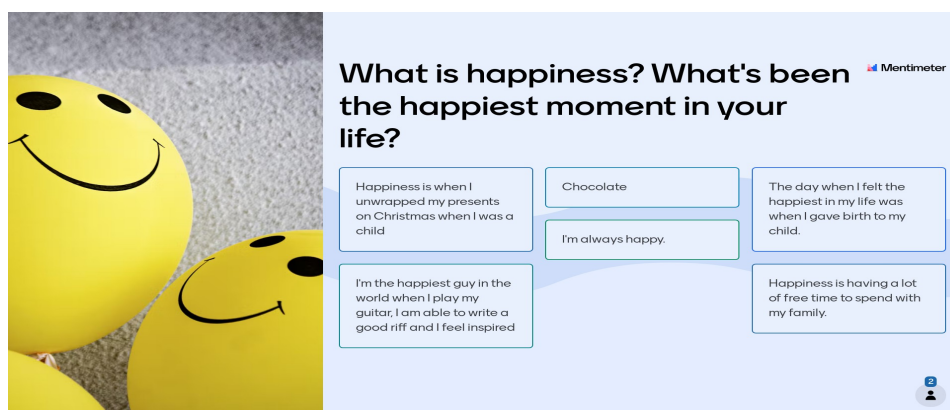 What is happiness? What's been
the happiest moment in your
life?
Mentimeter
Happiness is when I
unwrapped my presents
on Christmas when I was a
child
I'm the happiest guy in the
world when I play my
guitar, I am able to write a
good riff and I feel inspired
Chocolate
I'm always happy.
The day when I felt the
happiest in my life was
when I gave birth to my
child.
Happiness is having a lot
of free time to spend with
my family.
2